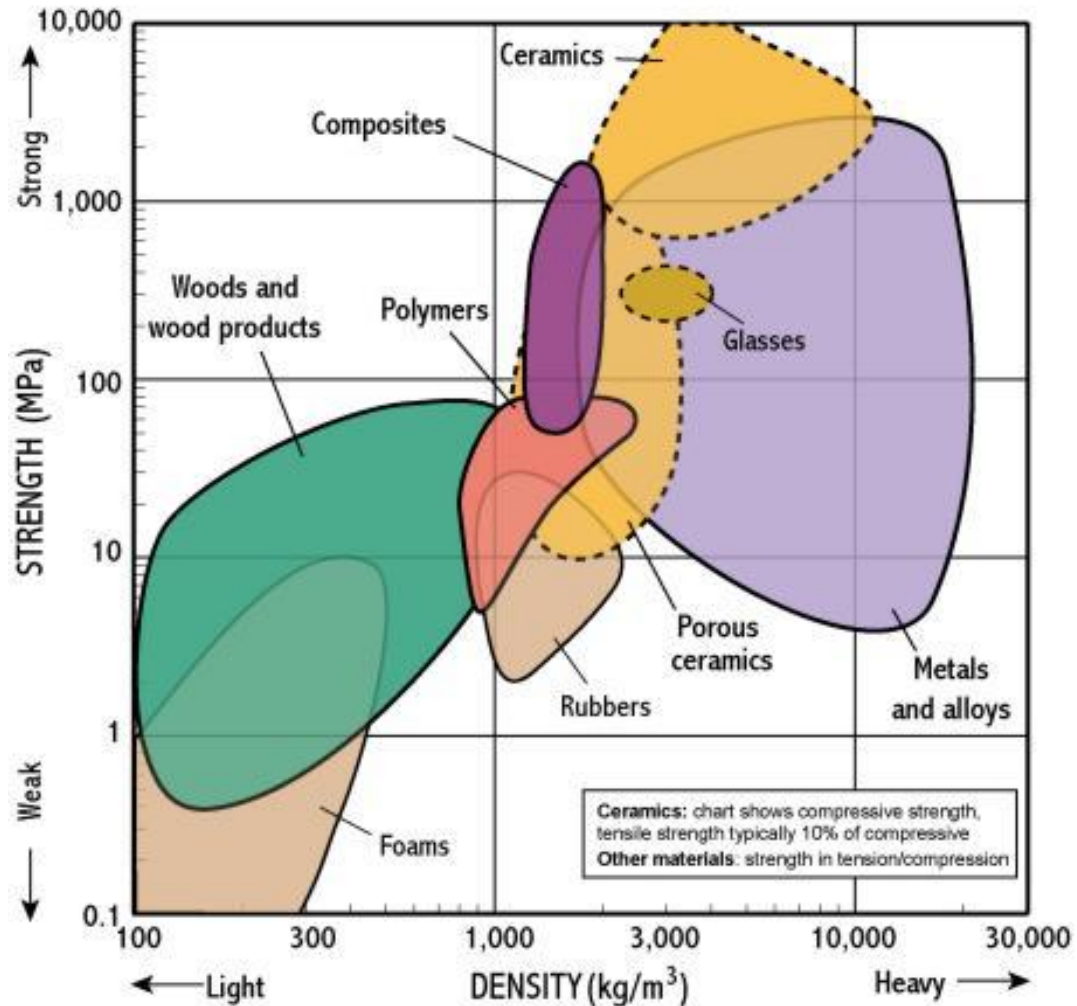 10,000
Ceramics
Strong
Composites
1,000
Woods and
wood products
Polymers
Glasses
STRENGTH (MPa)
100
10
Porous
ceramics
Metals
and alloys
Rubbers
1
Weak
Foams
Ceramics: chart shows compressive strength,
tensile strength typically 10% of compressive
Other materials: strength in tension/compression
0.1
100 300 1,000 3,000 10,000 30,000
Light DENSITY (kg/m³) Heavy